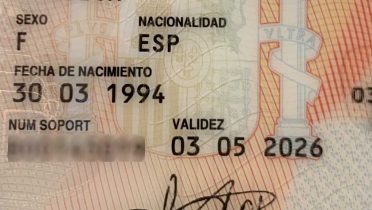 SEXO NACIONALIDAD
F ESP
FECHA DE NACIMIENTO
30 03 1994
NUM SOPORT VALIDEZ
03 05 2026